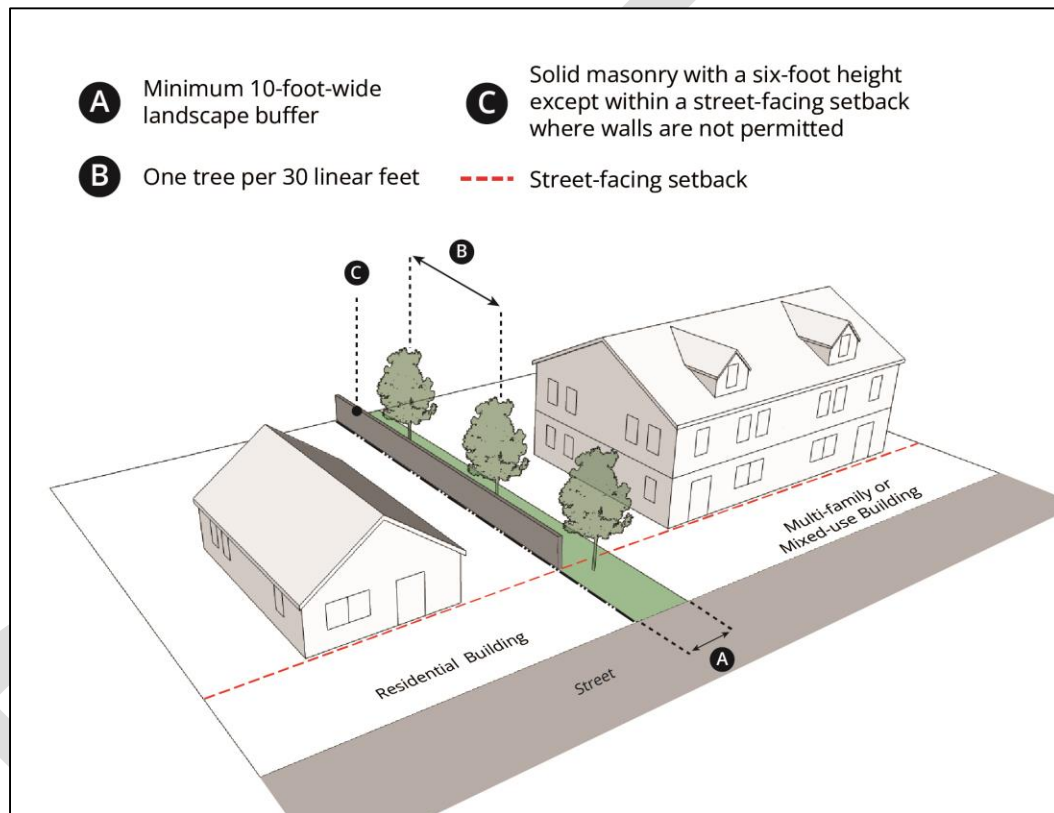 A
Minimum 10-foot-wide
landscape buffer
B
One tree per 30 linear feet
C
Solid masonry with a six-foot height
except within a street-facing setback
where walls are not permitted
Street-facing setback
B
C
Multi-family or
Mixed-use Building
Residential Building
Street
A